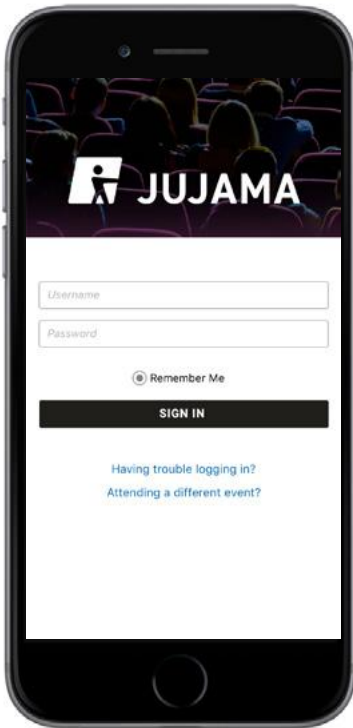 JUJAMA
Username
Password
Remember Me
SIGN IN
Having trouble logging in?
Attending a different event?